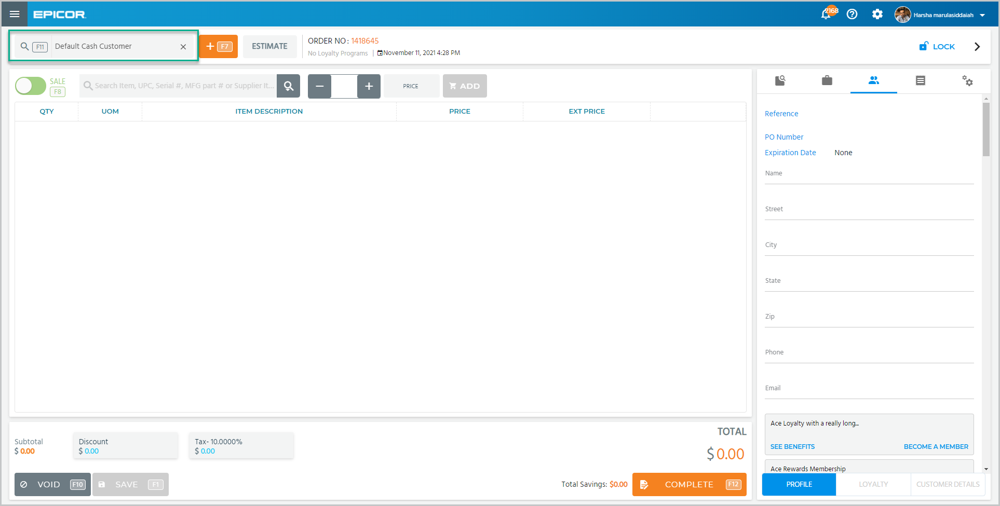 EPICOR
2168
Harsha marulasiddaiah
F11
Default Cash Customer
F7
ESTIMATE
ORDER NO: 1418645
No Loyalty Programs | November 11, 2021 4:28 PM
LOCK
SALE
F8
Search Item, UPC, Serial #, MFG part # or Supplier It...
PRICE
ADD
QTY UOM ITEM DESCRIPTION PRICE EXT PRICE
Reference
PO Number
Expiration Date None
Name
Street
City
State
Zip
Phone
Email
Ace Loyalty with a really long...
SEE BENEFITS BECOME A MEMBER
Ace Rewards Membership
PROFILE LOYALTY CUSTOMER DETAILS
Subtotal
$ 0.00
Discount
$ 0.00
Tax- 10.0000%
$ 0.00
TOTAL
$ 0.00
VOID F10
SAVE F1
Total Savings: $0.00
COMPLETE F12